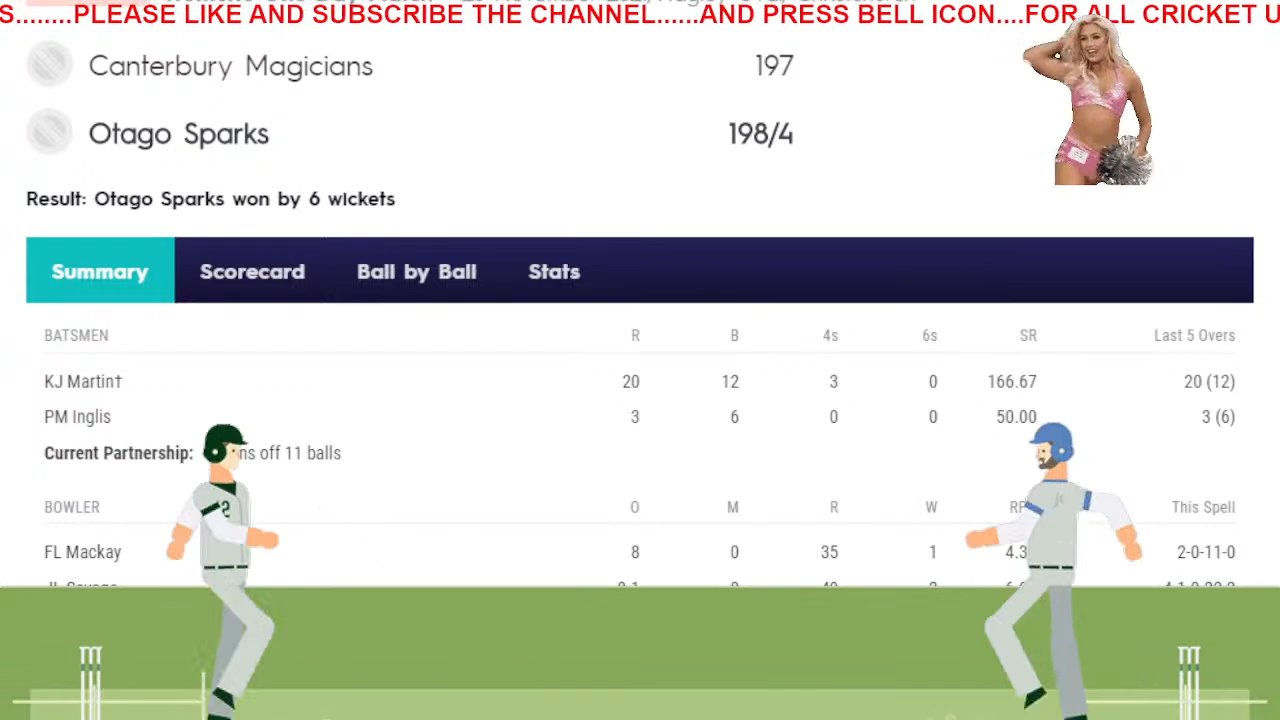 S........PLEASE LIKE AND SUBSCRIBE THE CHANNEL......AND PRESS BELL ICON....FOR ALL CRICKET U
Canterbury Magicians 197
Otago Sparks 198/4
Result: Otago Sparks won by 6 wickets
Summary Scorecard Ball by Ball Stats
BATSMEN R B 4s 6s SR Last 5 Overs
KJ Martin† 20 12 3 0 166.67 20 (12)
PM Inglis 3 6 0 0 50.00 3 (6)
Current Partnership: ns off 11 balls
BOWLER O M R W This Spell
FL Mackay 8 0 35 1 4.3 2-0-11-0